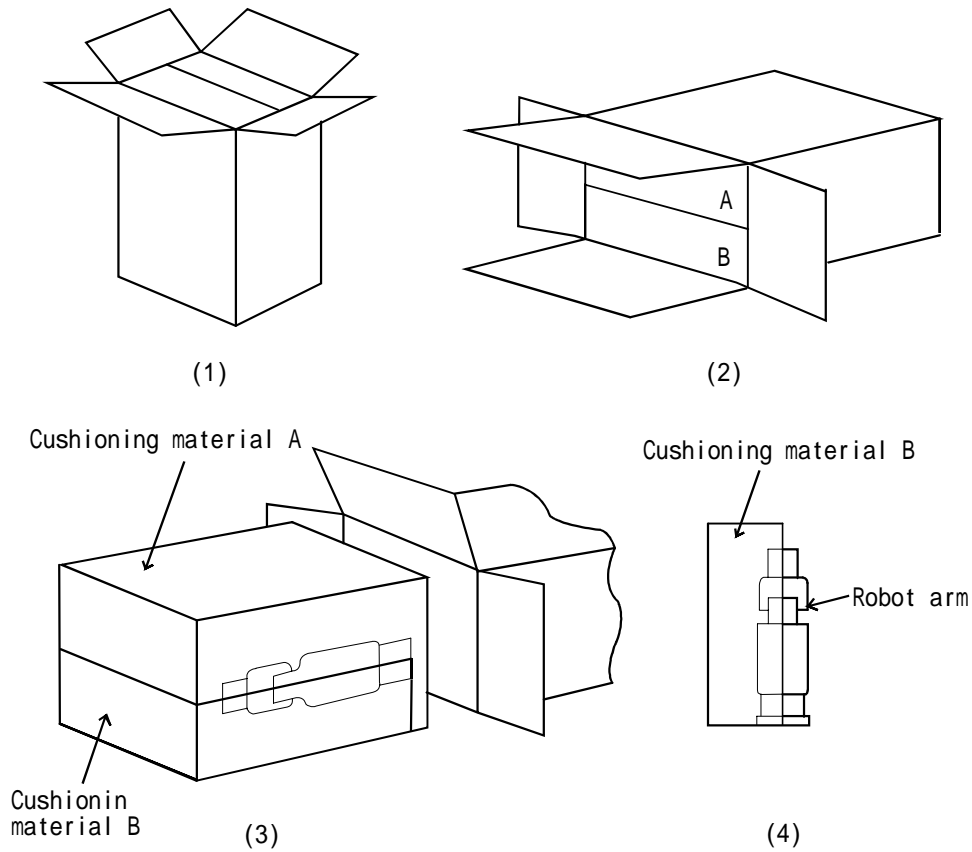 (1)
A
B
(2)
Cushioning material A
Cushionin
material B
(3)
Cushioning material B
Robot arm
(4)